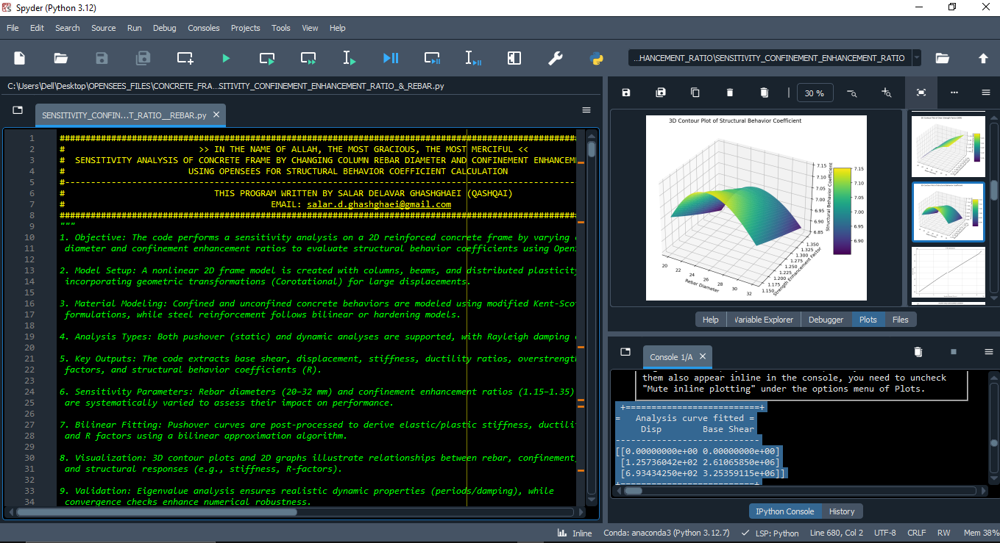 Spyder (Python 3.12)
File Edit Search Source Run Debug Consoles Projects Tools View Help
...HANCEMENT_RATIO\SENSITIVITY_CONFINEMENT_ENHANCEMENT_RATIO
C:\Users\Dell\Desktop\OPENSEES_FILES\CONCRETE_FRA...SITIVITY_CONFINEMENT_ENHANCEMENT_RATIO_&_REBAR.py
SENSITIVITY_CONFIN...T_RATIO__REBAR.py
1 ####################################################################################################
2 # >> IN THE NAME OF ALLAH, THE MOST GRACIOUS, THE MOST MERCIFUL <<
3 # SENSITIVITY ANALYSIS OF CONCRETE FRAME BY CHANGING COLUMN REBAR DIAMETER AND CONFINEMENT ENHANCEM
4 # USING OPENSEES FOR STRUCTURAL BEHAVIOR COEFFICIENT CALCULATION
5 #---------------------------------------------------------------------------------------------------
6 # THIS PROGRAM WRITTEN BY SALAR DELAVAR GHASHGHAEI (QASHQAI)
7 # EMAIL: salar.d.ghashghaei@gmail.com
8 ####################################################################################################
9 """
10 1. Objective: The code performs a sensitivity analysis on a 2D reinforced concrete frame by varying
11 diameter and confinement enhancement ratios to evaluate structural behavior coefficients using Open
12
13 2. Model Setup: A nonlinear 2D frame model is created with columns, beams, and distributed plasticity
14 incorporating geometric transformations (Corotational) for large displacements.
15
16 3. Material Modeling: Confined and unconfined concrete behaviors are modeled using modified Kent-Sco
17 formulations, while steel reinforcement follows bilinear or hardening models.
18
19 4. Analysis Types: Both pushover (static) and dynamic analyses are supported, with Rayleigh damping
20
21 5. Key Outputs: The code extracts base shear, displacement, stiffness, ductility ratios, overstrengt
22 factors, and structural behavior coefficients (R).
23
24 6. Sensitivity Parameters: Rebar diameters (20–32 mm) and confinement enhancement ratios (1.15–1.35)
25 are systematically varied to assess their impact on performance.
26
27 7. Bilinear Fitting: Pushover curves are post-processed to derive elastic/plastic stiffness, ductili
28 and R factors using a bilinear approximation algorithm.
29
30 8. Visualization: 3D contour plots and 2D graphs illustrate relationships between rebar, confinement
31 and structural responses (e.g., stiffness, R-factors).
32
33 9. Validation: Eigenvalue analysis ensures realistic dynamic properties (periods/damping), while
34 convergence checks enhance numerical robustness.
30 %
3D Contour Plot of Structural Behavior Coefficient
7.15
7.10
7.05
7.00
6.95
6.90
6.85
Structural Behavior Coefficient
7.15
7.10
7.05
7.00
6.95
6.90
1.350
1.325
1.300
1.275
1.250
1.225
1.200
1.175
1.150
Strength Enhancement Factor
20 22 24 26 28 30 32
Rebar Diameter
Help Variable Explorer Debugger Plots Files
Console 1/A
them also appear inline in the console, you need to uncheck
"Mute inline plotting" under the options menu of Plots.
+==========================+
= Analysis curve fitted =
Disp Base Shear
----------------------------
[[0.00000000e+00 0.00000000e+00]
[1.25736042e+02 2.61065850e+06]
[6.93434250e+02 3.25359115e+06]]
+==========================+
IPython Console History
Inline Conda: anaconda3 (Python 3.12.7) LSP: Python Line 680, Col 2 UTF-8 CRLF RW Mem 38%